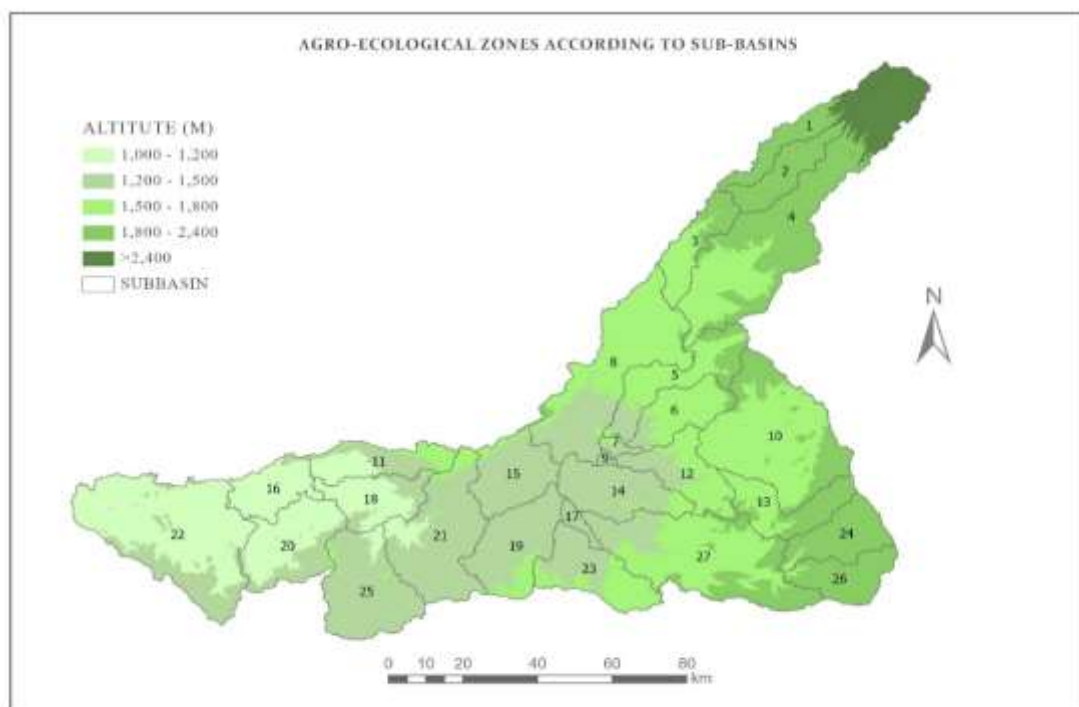 AGRO-ECOLOGICAL ZONES ACCORDING TO SUB-BASINS
ALTITUTE (M)
1,000 - 1,200
1,200 - 1,500
1,500 - 1,800
1,800 - 2,400
>2,400
SUBBASIN
1
2
4
3
N
8
5
6
7
10
9
11
15
12
16
18
14
13
17
22
20
21
19
24
23
27
26
25
0 10 20 40 60 80
km